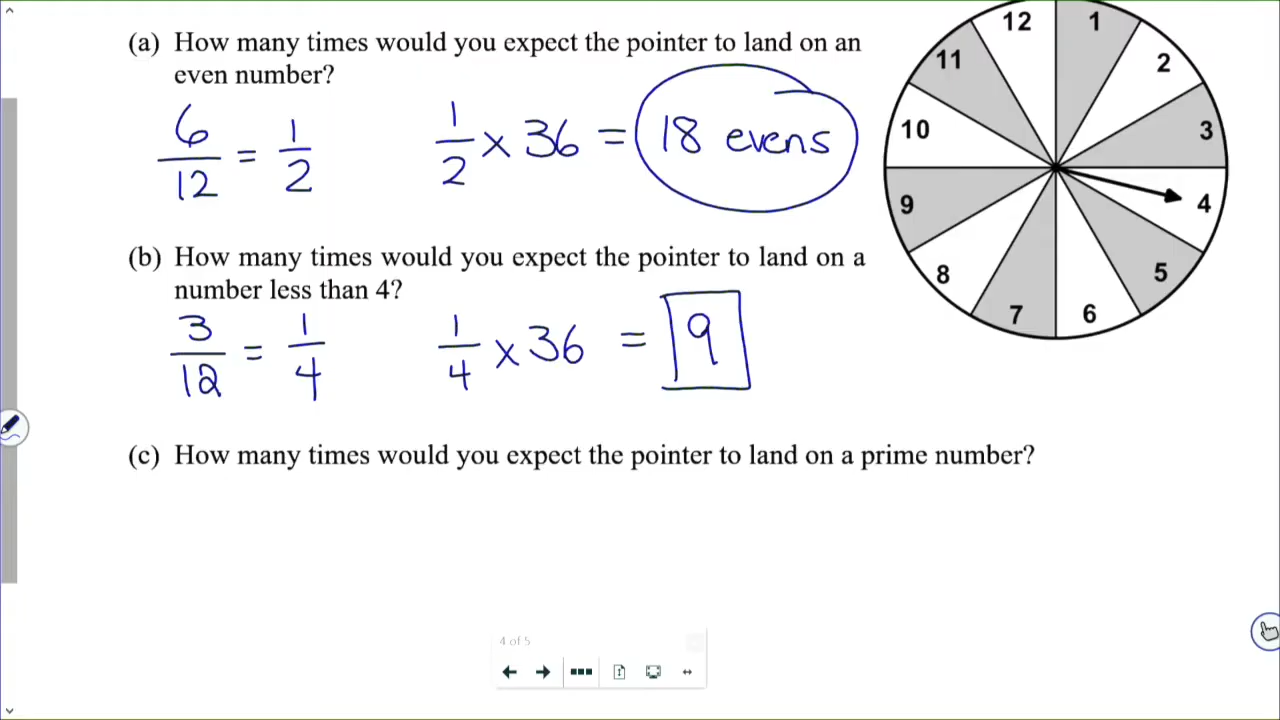 (a) How many times would you expect the pointer to land on an
even number?
6/12 = 1/2 1/2 x 36 = 18 evens
(b) How many times would you expect the pointer to land on a
number less than 4?
3/12 = 1/4 1/4 x 36 = 9
(c) How many times would you expect the pointer to land on a prime number?
12 1
11 2
10 3
9 4
8 5
7 6
4 of 5